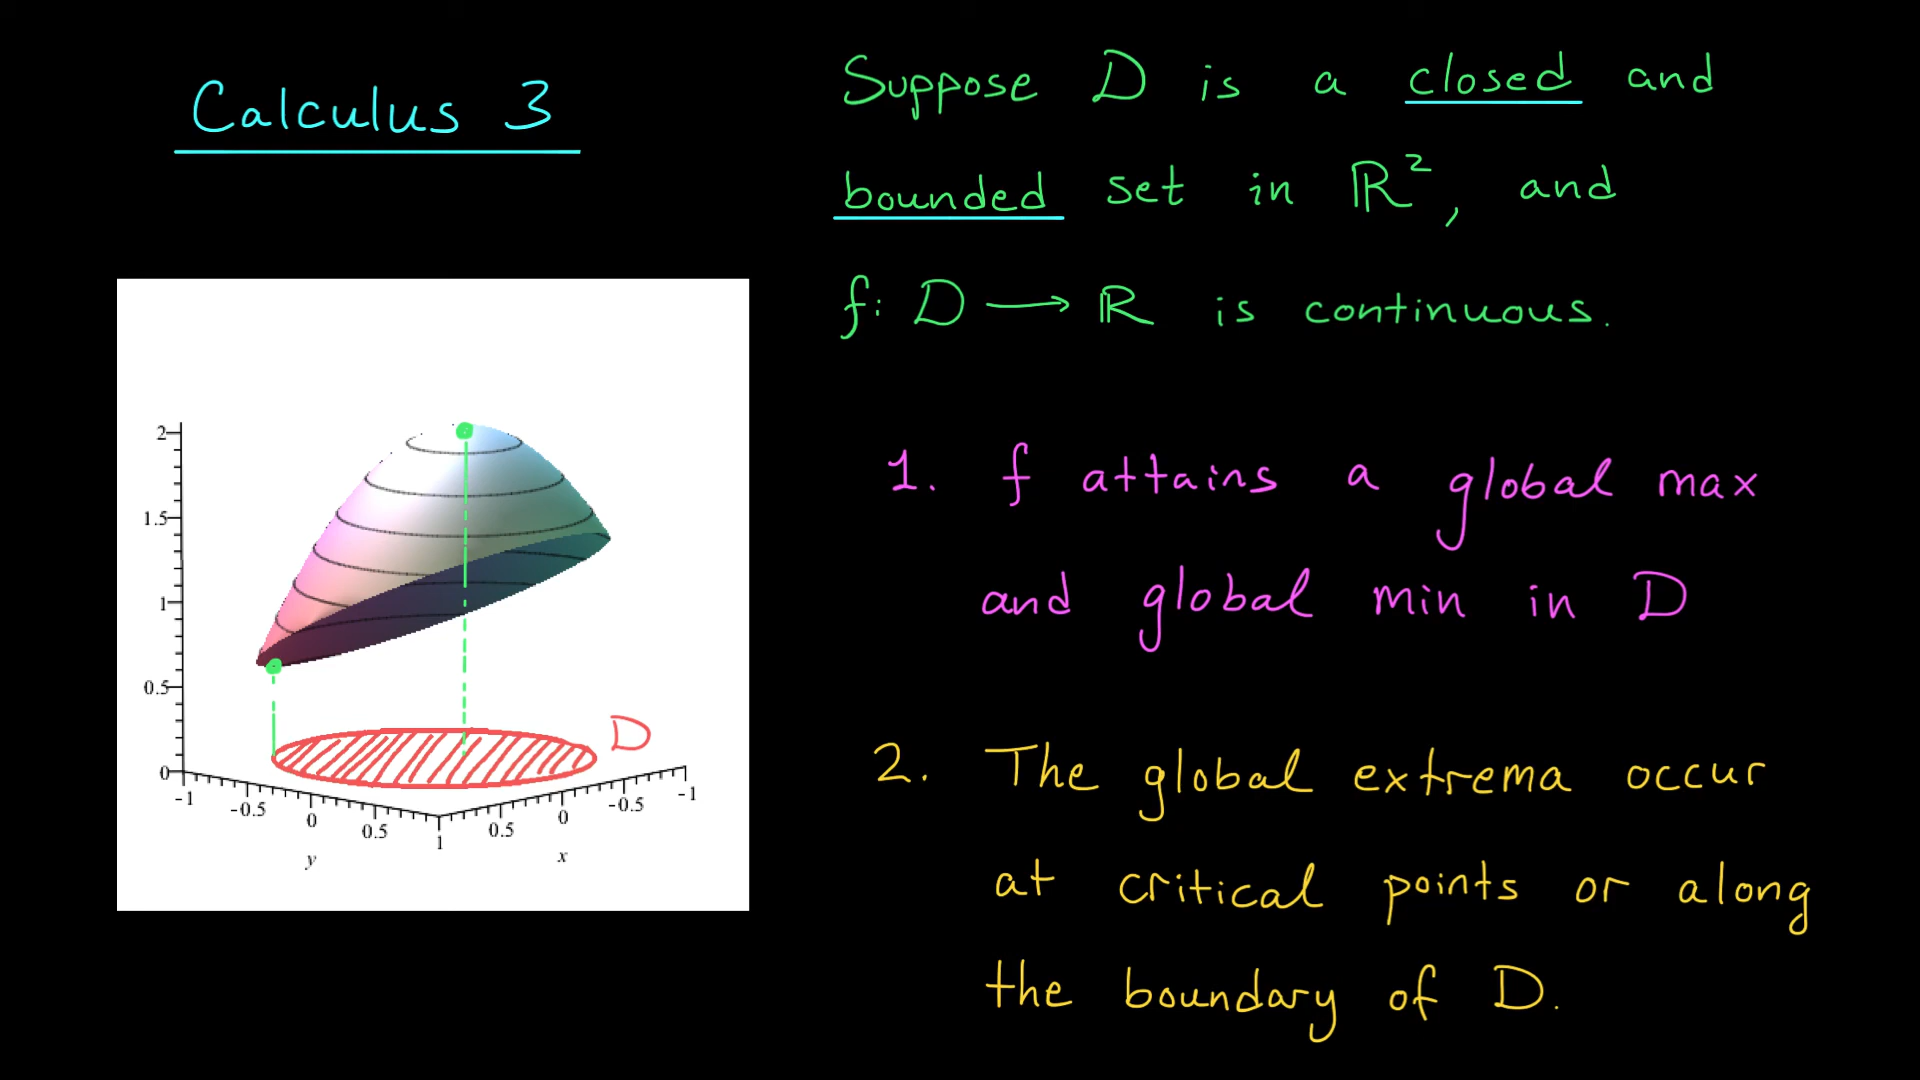 Calculus 3
Suppose D is a closed and
bounded set in ℝ², and
f: D ⟶ ℝ is continuous.
1. f attains a global max
and global min in D
2. The global extrema occur
at critical points or along
the boundary of D.
2
1.5
1
0.5
0
-1
-0.5
0
0.5
1
y
0.5
0
-0.5
-1
x
D